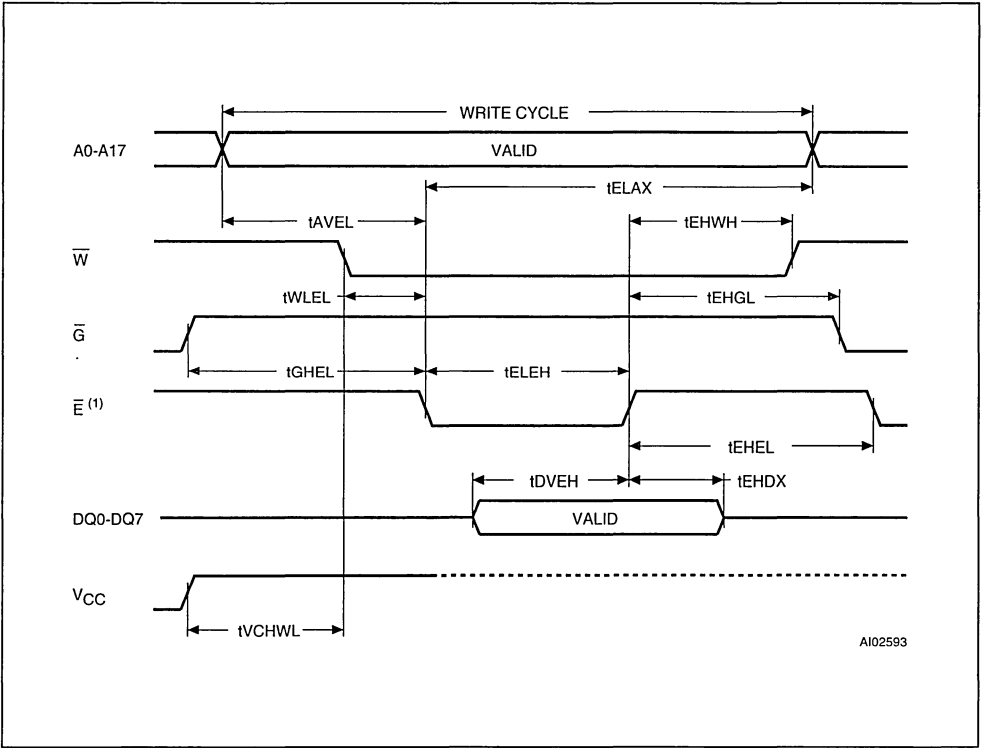 WRITE CYCLE
A0-A17 VALID
tELAX
tAVEL tEHWH
W
tWLEL tEHGL
G
tGHEL tELEH
E (1)
tEHEL
tDVEH tEHDX
DQ0-DQ7 VALID
VCC
tVCHWL
AI02593